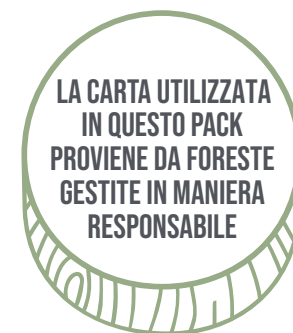 LA CARTA UTILIZZATA
IN QUESTO PACK
PROVIENE DA FORESTE
GESTITE IN MANIERA
RESPONSABILE